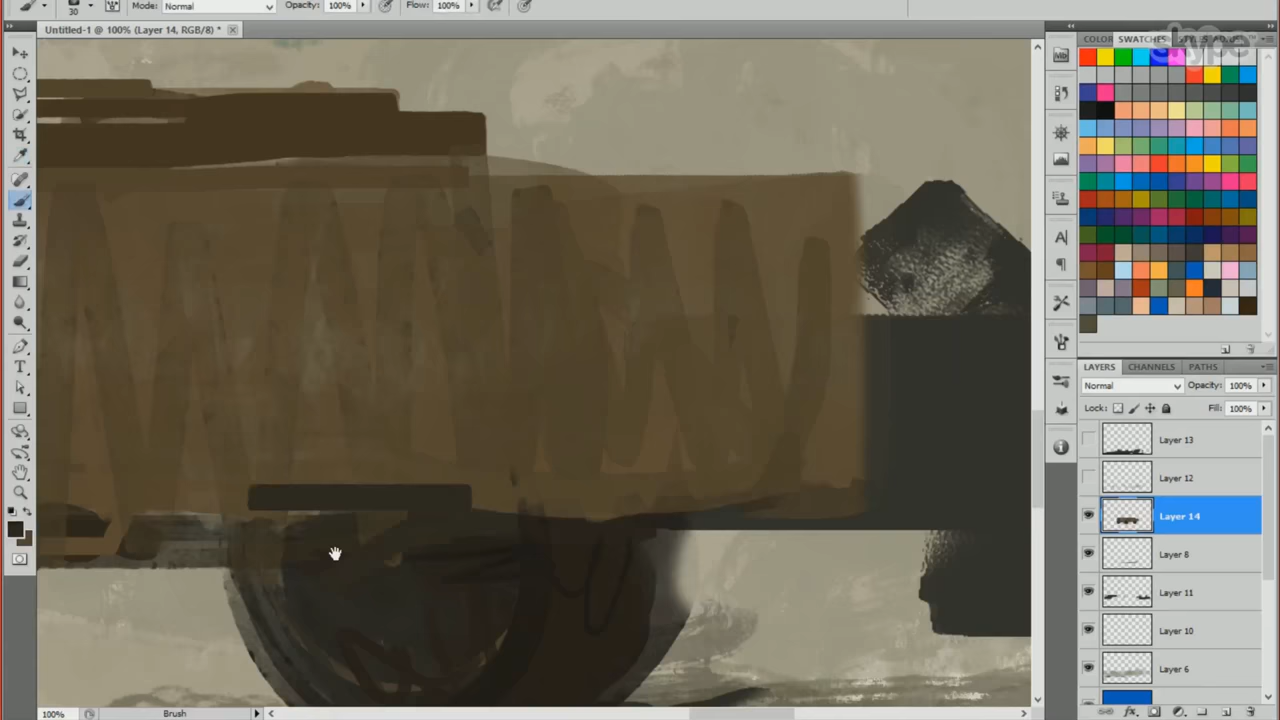 30
Mode: Normal
Opacity: 100%
Flow: 100%
Untitled-1 @ 100% (Layer 14, RGB/8) *
COLOR SWATCHES
skype
LAYERS CHANNELS PATHS
Normal Opacity: 100%
Lock: Fill: 100%
Layer 13
Layer 12
Layer 14
Layer 8
Layer 11
Layer 10
Layer 6
100% Brush